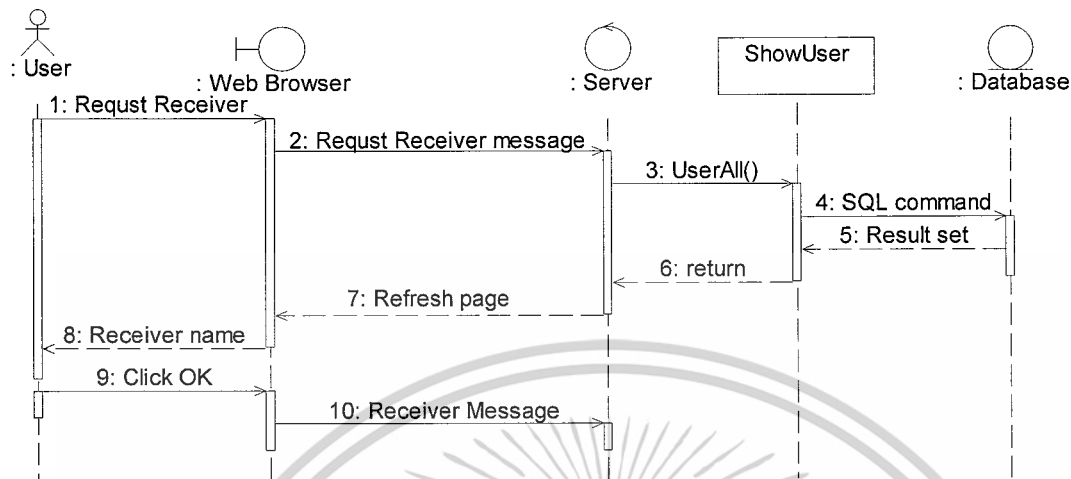 : User
: Web Browser
: Server
ShowUser
: Database
1: Requst Receiver
2: Requst Receiver message
3: UserAll()
4: SQL command
5: Result set
6: return
7: Refresh page
8: Receiver name
9: Click OK
10: Receiver Message